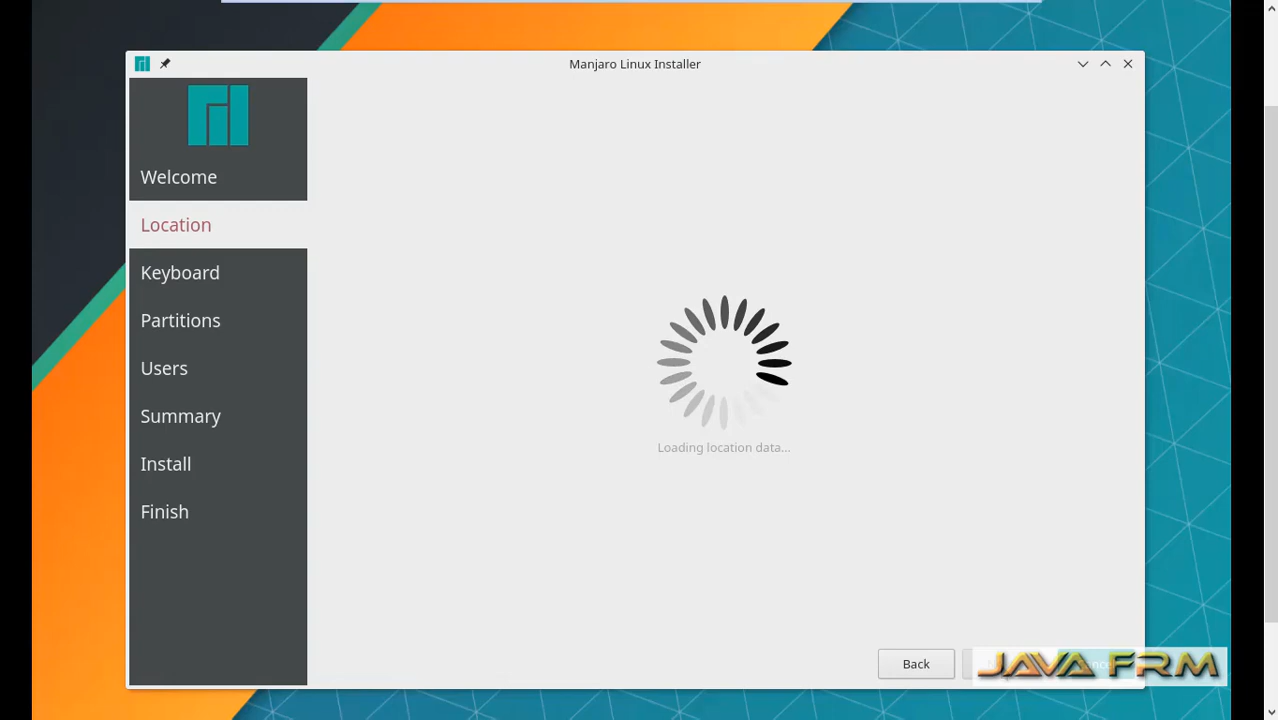 Manjaro Linux Installer
Welcome
Location
Keyboard
Partitions
Users
Summary
Install
Finish
Loading location data...
Back
JAVA FRM